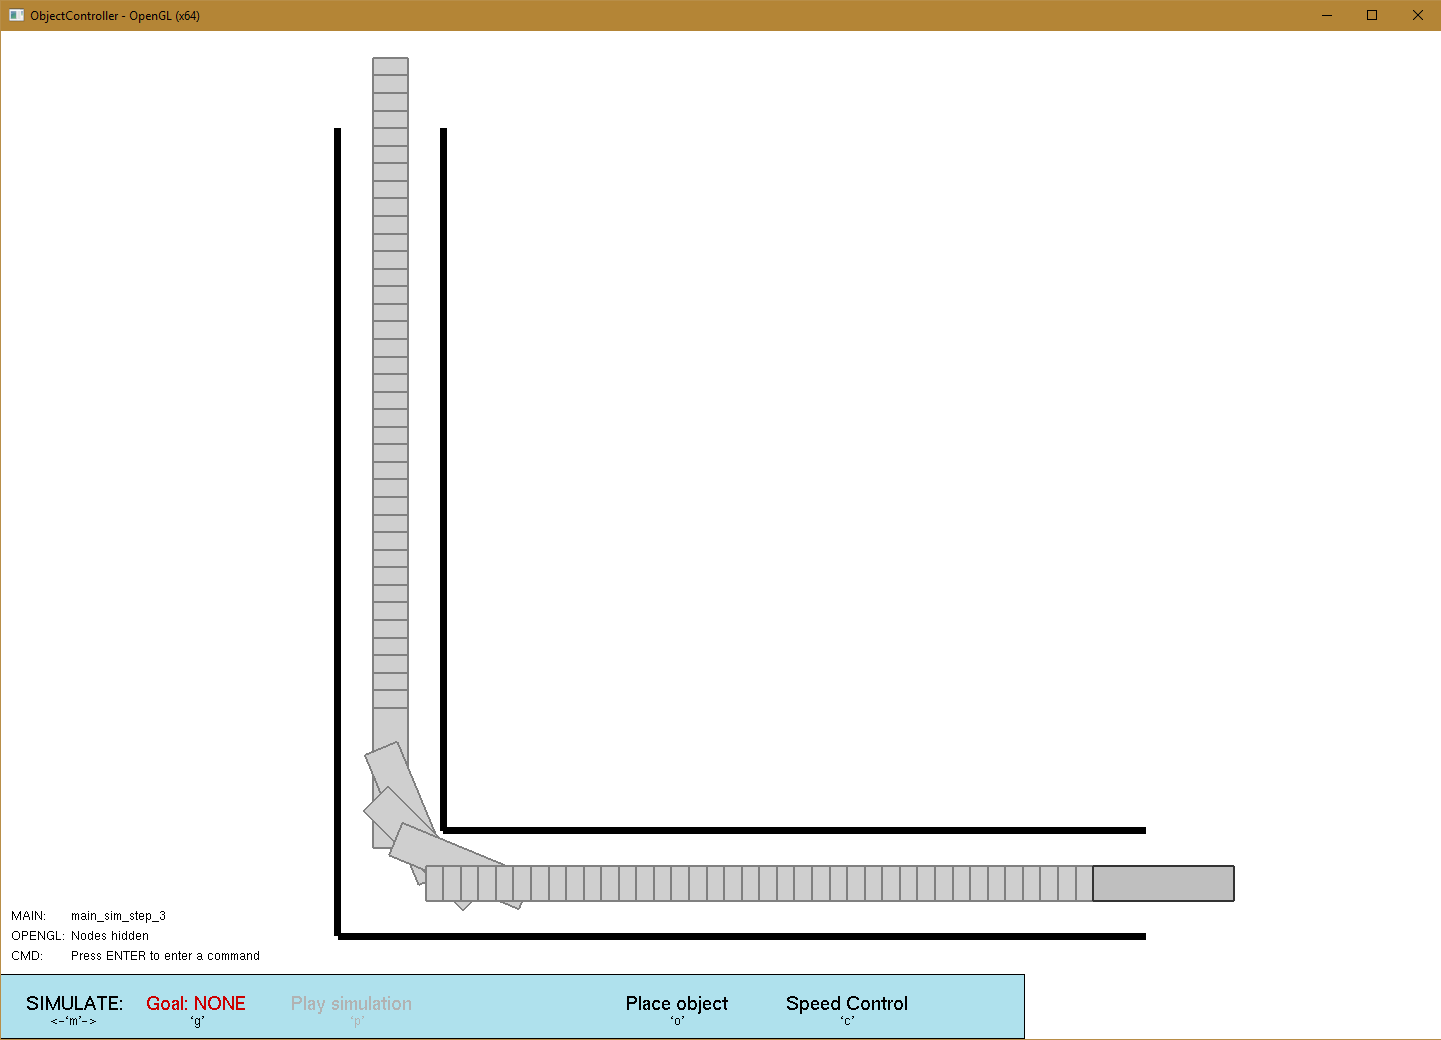 ObjectController - OpenGL (x64)
MAIN: main_sim_step_3
OPENGL: Nodes hidden
CMD: Press ENTER to enter a command
SIMULATE: Goal: NONE Play simulation Place object Speed Control
<-‘m’-> ‘g’ ‘p’ ‘o’ ‘c’